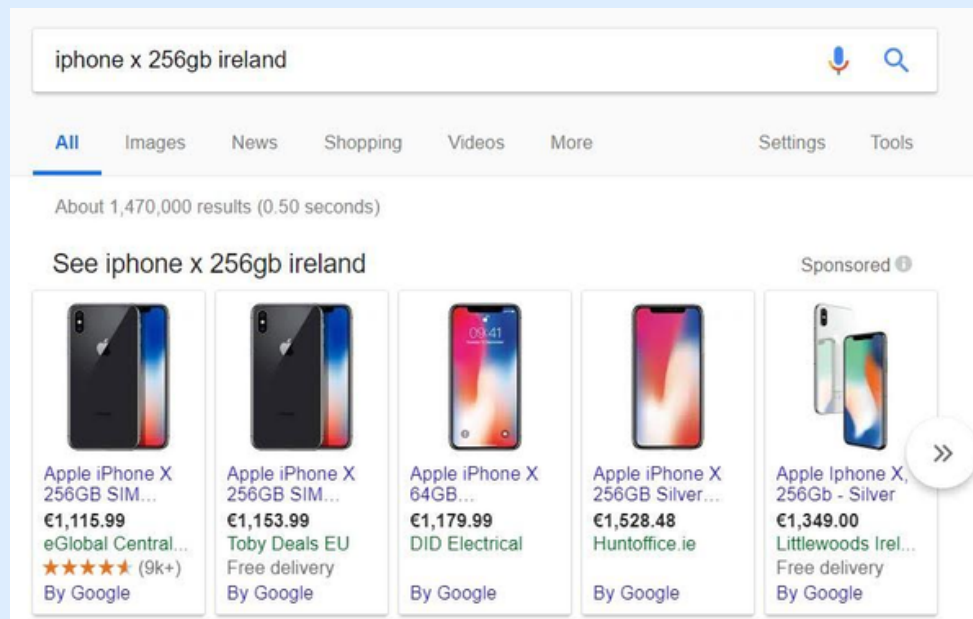 iphone x 256gb ireland
All Images News Shopping Videos More Settings Tools
About 1,470,000 results (0.50 seconds)
See iphone x 256gb ireland
Sponsored
09:41
Apple iPhone X
256GB SIM...
€1,115.99
eGlobal Central...
(9k+)
By Google
Apple iPhone X
256GB SIM...
€1,153.99
Toby Deals EU
Free delivery
By Google
Apple iPhone X
64GB...
€1,179.99
DID Electrical
By Google
Apple iPhone X
256GB Silver...
€1,528.48
Huntoffice.ie
By Google
Apple Iphone X,
256Gb - Silver
€1,349.00
Littlewoods Irel...
Free delivery
By Google